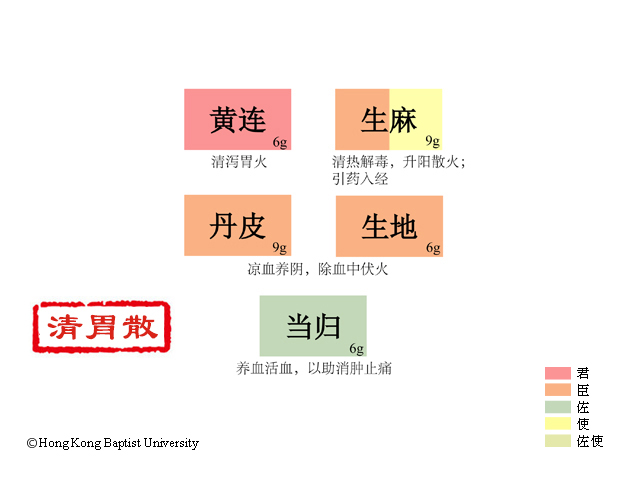 黄连
6g
清泻胃火
生麻
9g
清热解毒，升阳散火；
引药入经
丹皮
9g
生地
6g
凉血养阴，除血中伏火
当归
6g
养血活血，以助消肿止痛
清胃散
君
臣
佐
使
佐使
©Hong Kong Baptist University